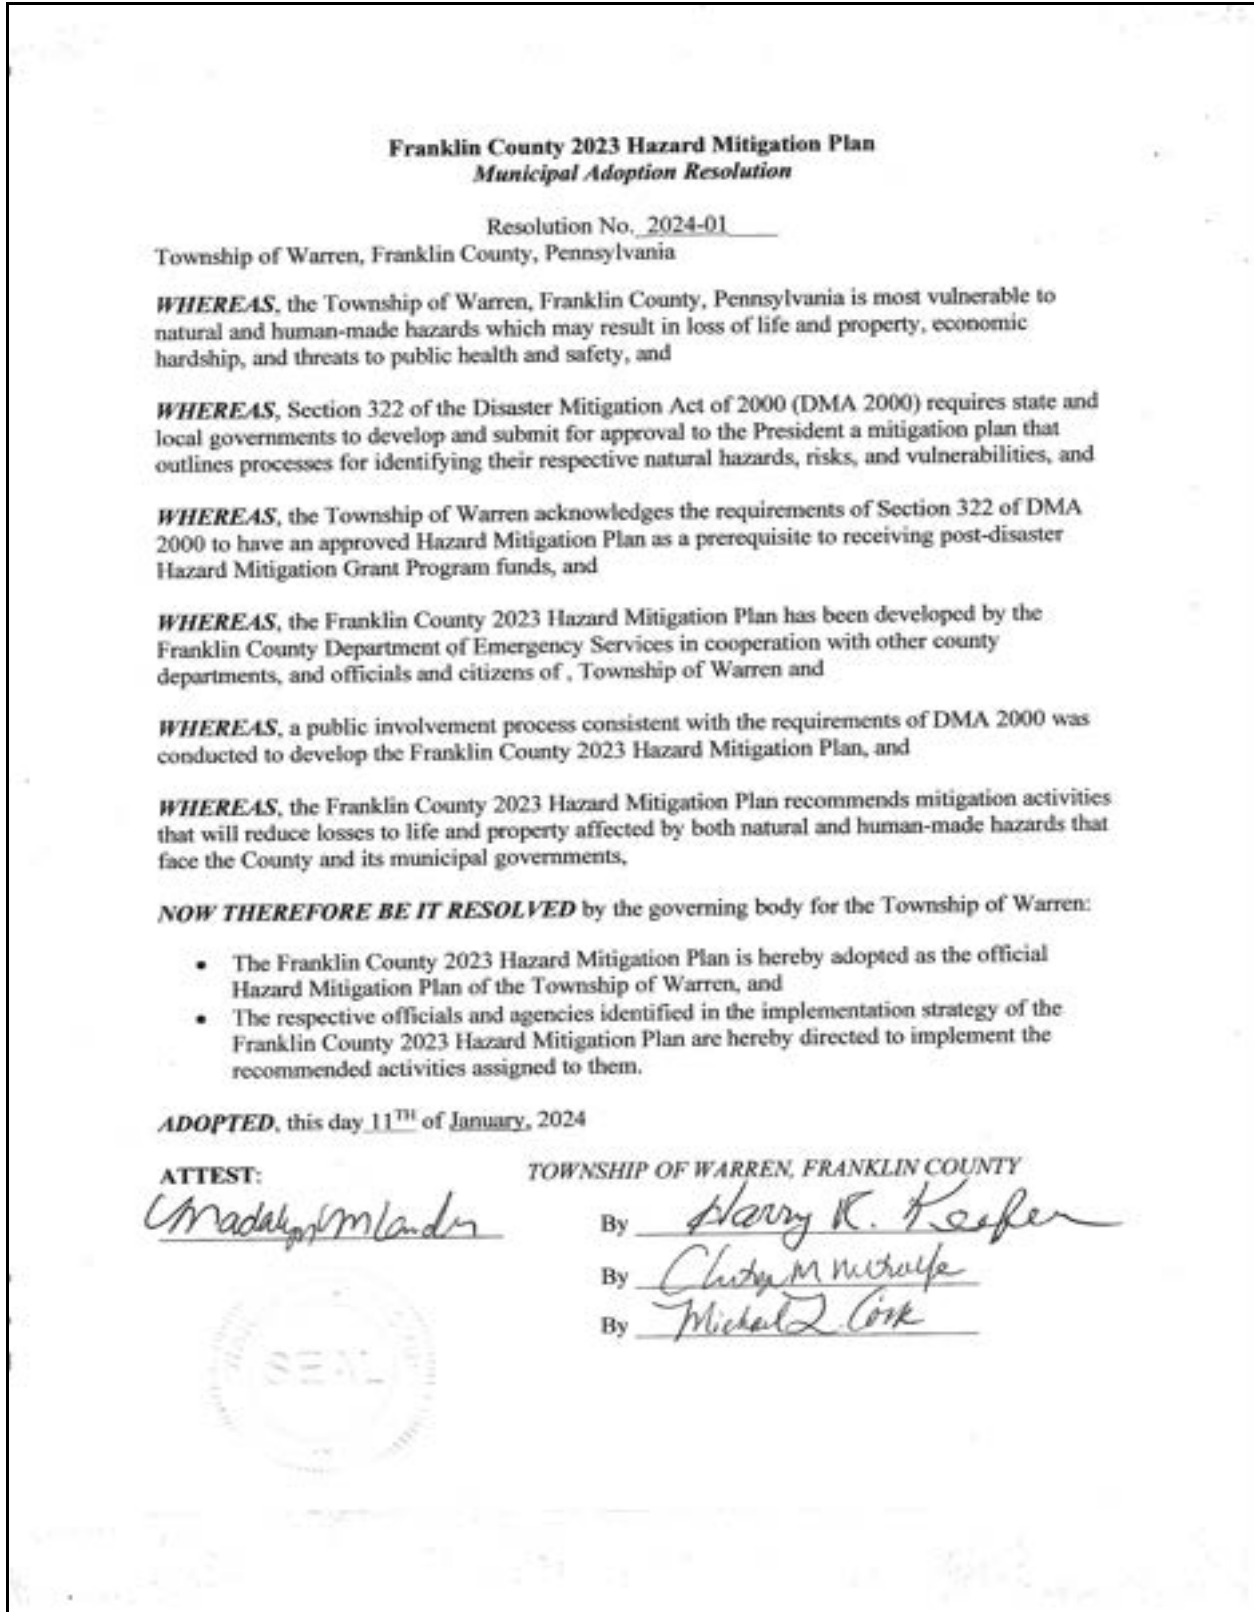 Franklin County 2023 Hazard Mitigation Plan
Municipal Adoption Resolution
Resolution No. 2024-01
Township of Warren, Franklin County, Pennsylvania
WHEREAS, the Township of Warren, Franklin County, Pennsylvania is most vulnerable to
natural and human-made hazards which may result in loss of life and property, economic
hardship, and threats to public health and safety, and
WHEREAS, Section 322 of the Disaster Mitigation Act of 2000 (DMA 2000) requires state and
local governments to develop and submit for approval to the President a mitigation plan that
outlines processes for identifying their respective natural hazards, risks, and vulnerabilities, and
WHEREAS, the Township of Warren acknowledges the requirements of Section 322 of DMA
2000 to have an approved Hazard Mitigation Plan as a prerequisite to receiving post-disaster
Hazard Mitigation Grant Program funds, and
WHEREAS, the Franklin County 2023 Hazard Mitigation Plan has been developed by the
Franklin County Department of Emergency Services in cooperation with other county
departments, and officials and citizens of , Township of Warren and
WHEREAS, a public involvement process consistent with the requirements of DMA 2000 was
conducted to develop the Franklin County 2023 Hazard Mitigation Plan, and
WHEREAS, the Franklin County 2023 Hazard Mitigation Plan recommends mitigation activities
that will reduce losses to life and property affected by both natural and human-made hazards that
face the County and its municipal governments,
NOW THEREFORE BE IT RESOLVED by the governing body for the Township of Warren:
• The Franklin County 2023 Hazard Mitigation Plan is hereby adopted as the official
Hazard Mitigation Plan of the Township of Warren, and
• The respective officials and agencies identified in the implementation strategy of the
Franklin County 2023 Hazard Mitigation Plan are hereby directed to implement the
recommended activities assigned to them.
ADOPTED, this day 11TH of January, 2024
ATTEST:
TOWNSHIP OF WARREN, FRANKLIN COUNTY
By Harry K. Keefer
By
By Michael Cook
SEAL